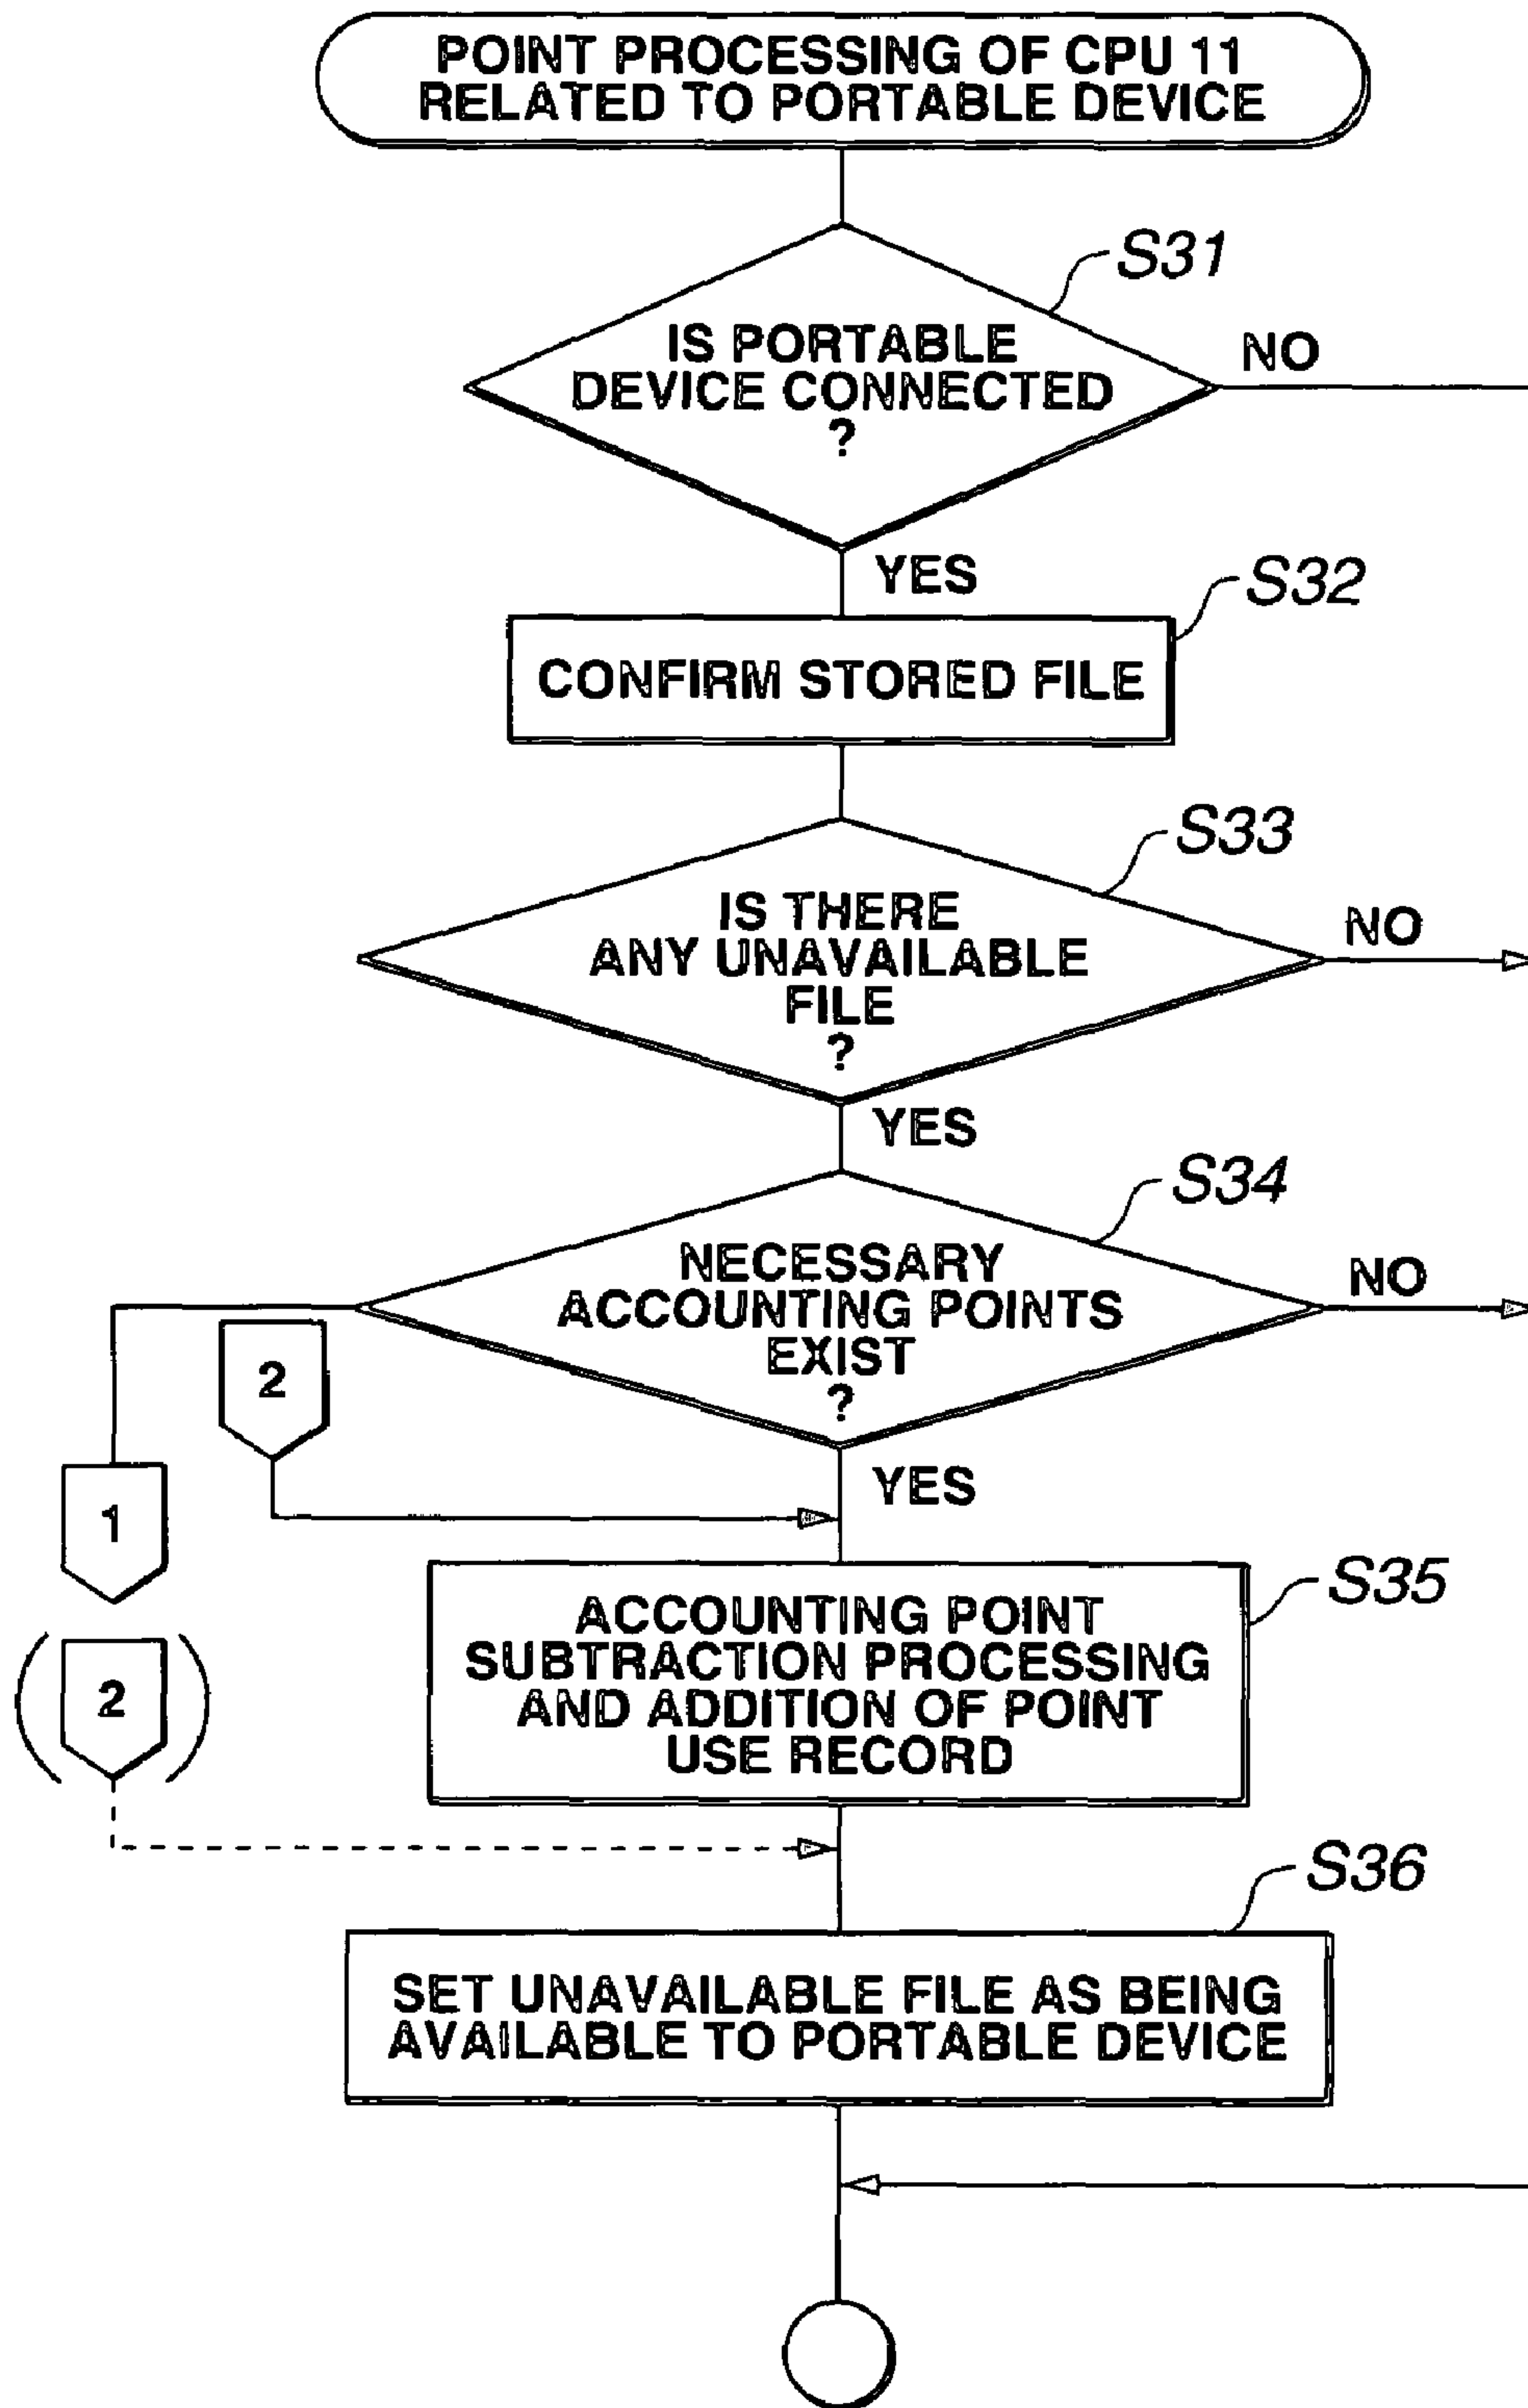 POINT PROCESSING OF CPU 11
RELATED TO PORTABLE DEVICE
S31
IS PORTABLE
DEVICE CONNECTED
?
NO
YES
S32
CONFIRM STORED FILE
S33
IS THERE
ANY UNAVAILABLE
FILE
?
NO
YES
S34
NECESSARY
ACCOUNTING POINTS
EXIST
?
NO
2
YES
1
S35
ACCOUNTING POINT
SUBTRACTION PROCESSING
AND ADDITION OF POINT
USE RECORD
(2)
S36
SET UNAVAILABLE FILE AS BEING
AVAILABLE TO PORTABLE DEVICE